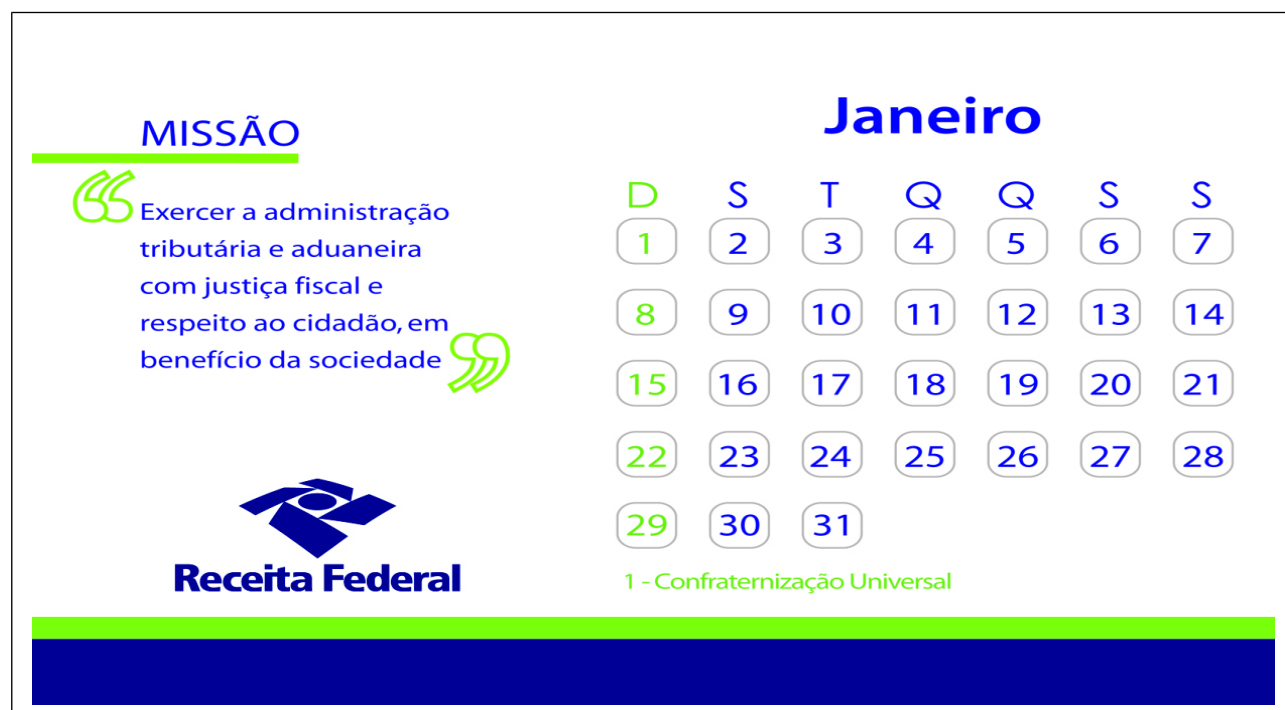 MISSÃO
Exercer a administração
tributária e aduaneira
com justiça fiscal e
respeito ao cidadão, em
benefício da sociedade
Receita Federal
Janeiro
D S T Q Q S S
1 2 3 4 5 6 7
8 9 10 11 12 13 14
15 16 17 18 19 20 21
22 23 24 25 26 27 28
29 30 31
1 - Confraternização Universal